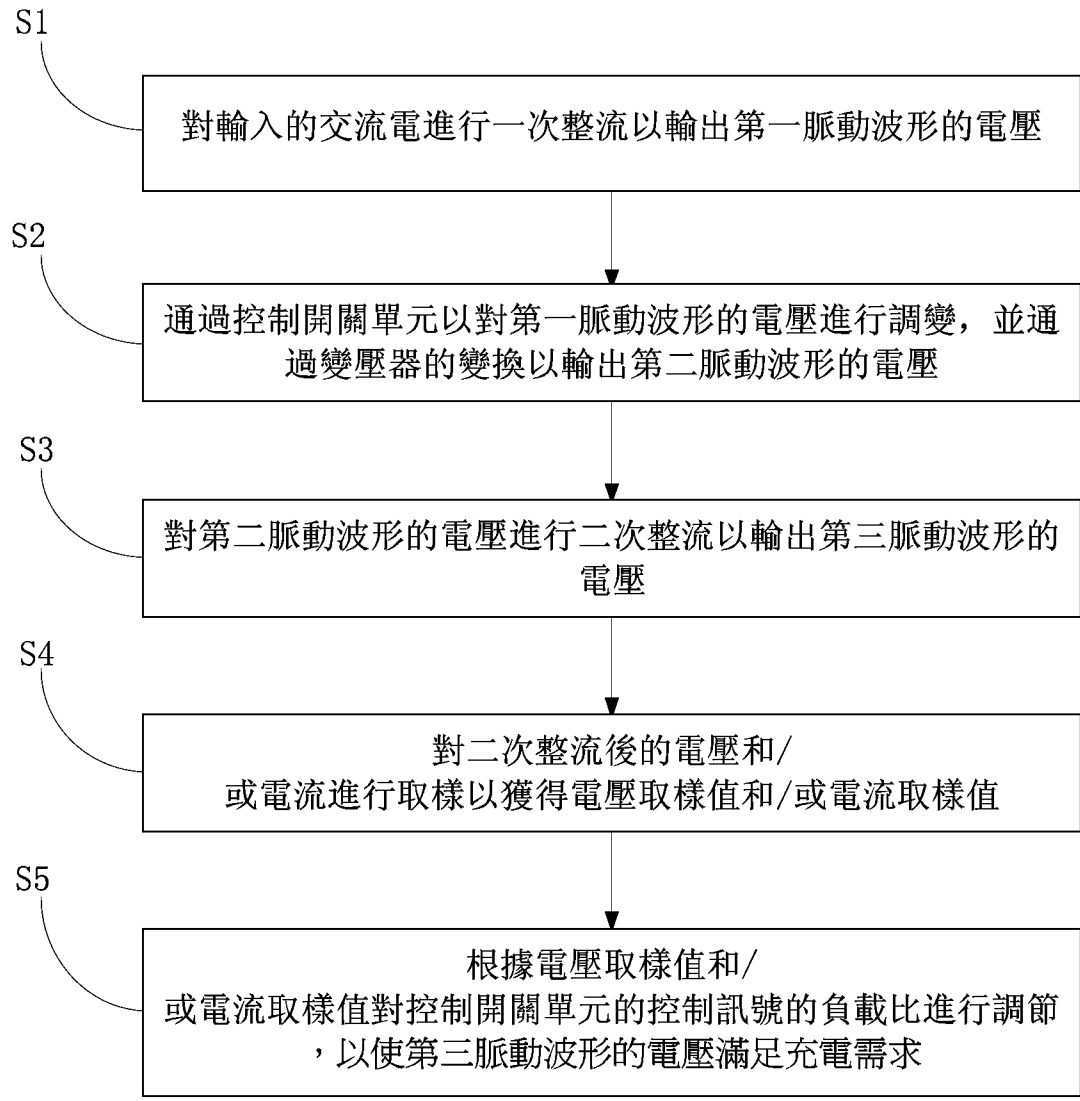 S1
對輸入的交流電進行一次整流以輸出第一脈動波形的電壓
S2
通過控制開關單元以對第一脈動波形的電壓進行調變，並通
過變壓器的變換以輸出第二脈動波形的電壓
S3
對第二脈動波形的電壓進行二次整流以輸出第三脈動波形的
電壓
S4
對二次整流後的電壓和/
或電流進行取樣以獲得電壓取樣值和/或電流取樣值
S5
根據電壓取樣值和/
或電流取樣值對控制開關單元的控制訊號的負載比進行調節
，以使第三脈動波形的電壓滿足充電需求